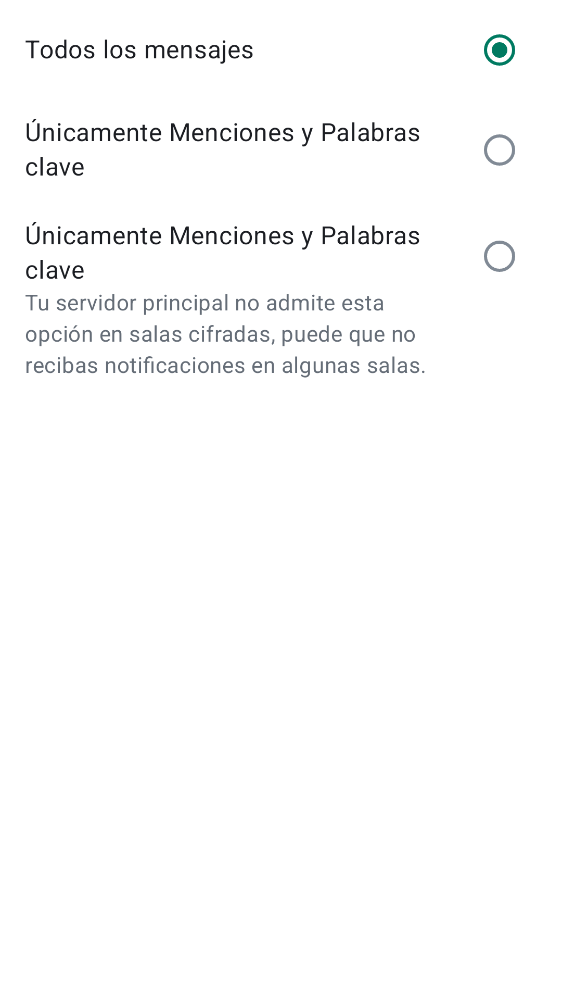 Todos los mensajes
Únicamente Menciones y Palabras
clave
Únicamente Menciones y Palabras
clave
Tu servidor principal no admite esta
opción en salas cifradas, puede que no
recibas notificaciones en algunas salas.